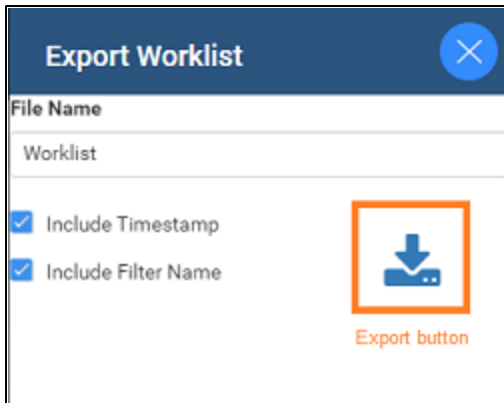 Export Worklist
File Name
Worklist
Include Timestamp
Include Filter Name
Export button